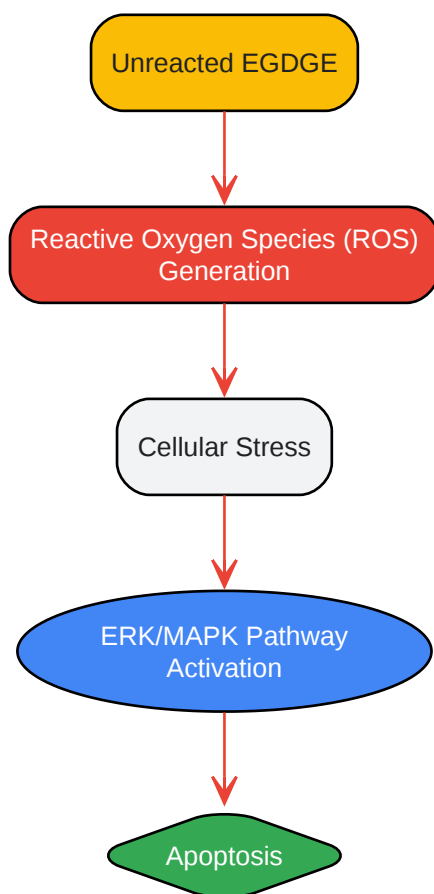 Unreacted EGDGE
Reactive Oxygen Species (ROS)
Generation
Cellular Stress
ERK/MAPK Pathway
Activation
Apoptosis